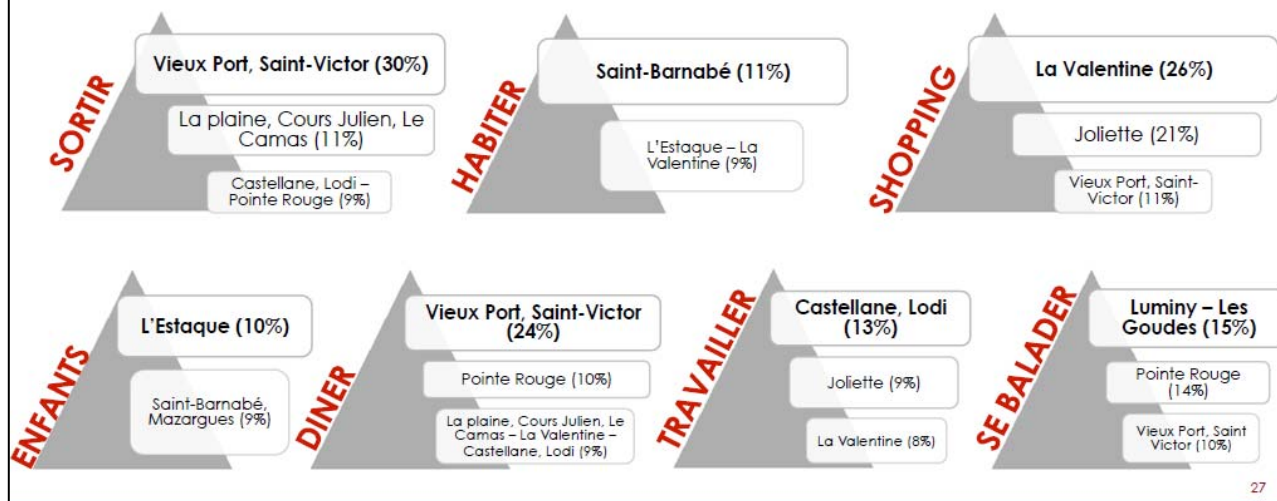 SORTIR
Vieux Port, Saint-Victor (30%)
La plaine, Cours Julien, Le
Camas (11%)
Castellane, Lodi –
Pointe Rouge (9%)
HABITER
Saint-Barnabé (11%)
L'Estaque – La
Valentine (9%)
SHOPPING
La Valentine (26%)
Joliette (21%)
Vieux Port, Saint-
Victor (11%)
ENFANTS
L'Estaque (10%)
Saint-Barnabé,
Mazargues (9%)
DINER
Vieux Port, Saint-Victor
(24%)
Pointe Rouge (10%)
La plaine, Cours Julien, Le
Camas – La Valentine –
Castellane, Lodi (9%)
TRAVAILLER
Castellane, Lodi
(13%)
Joliette (9%)
La Valentine (8%)
SE BALADER
Luminy – Les
Goudes (15%)
Pointe Rouge
(14%)
Vieux Port, Saint
Victor (10%)
27